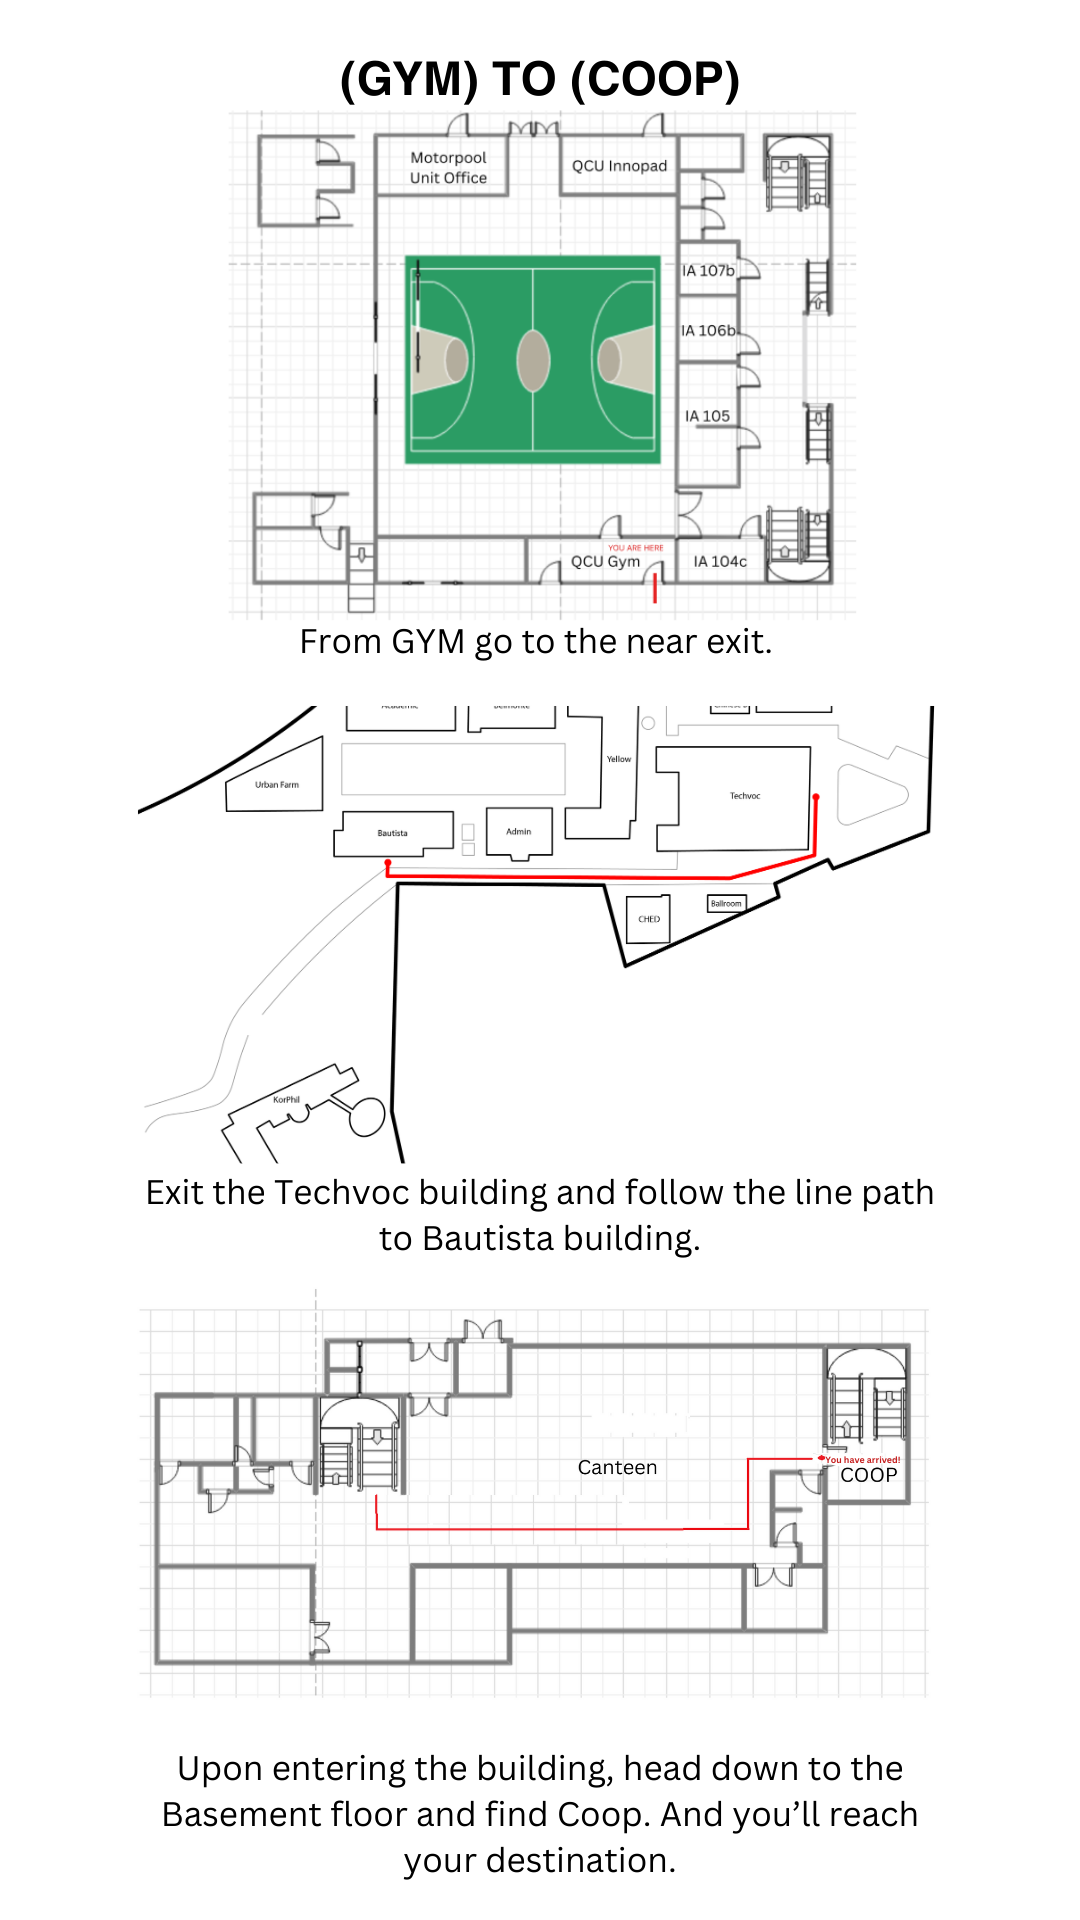 (GYM) TO (COOP)
Motorpool
Unit Office
QCU Innopad
IA 107b
IA 106b
IA 105
YOU ARE HERE
QCU Gym
IA 104c
From GYM go to the near exit.
Academic
Belmonte
Yellow
Urban Farm
Techvoc
Bautista
Admin
CHED
Ballroom
KorPhil
Exit the Techvoc building and follow the line path
to Bautista building.
Canteen
You have arrived!
COOP
Upon entering the building, head down to the
Basement floor and find Coop. And you’ll reach
your destination.